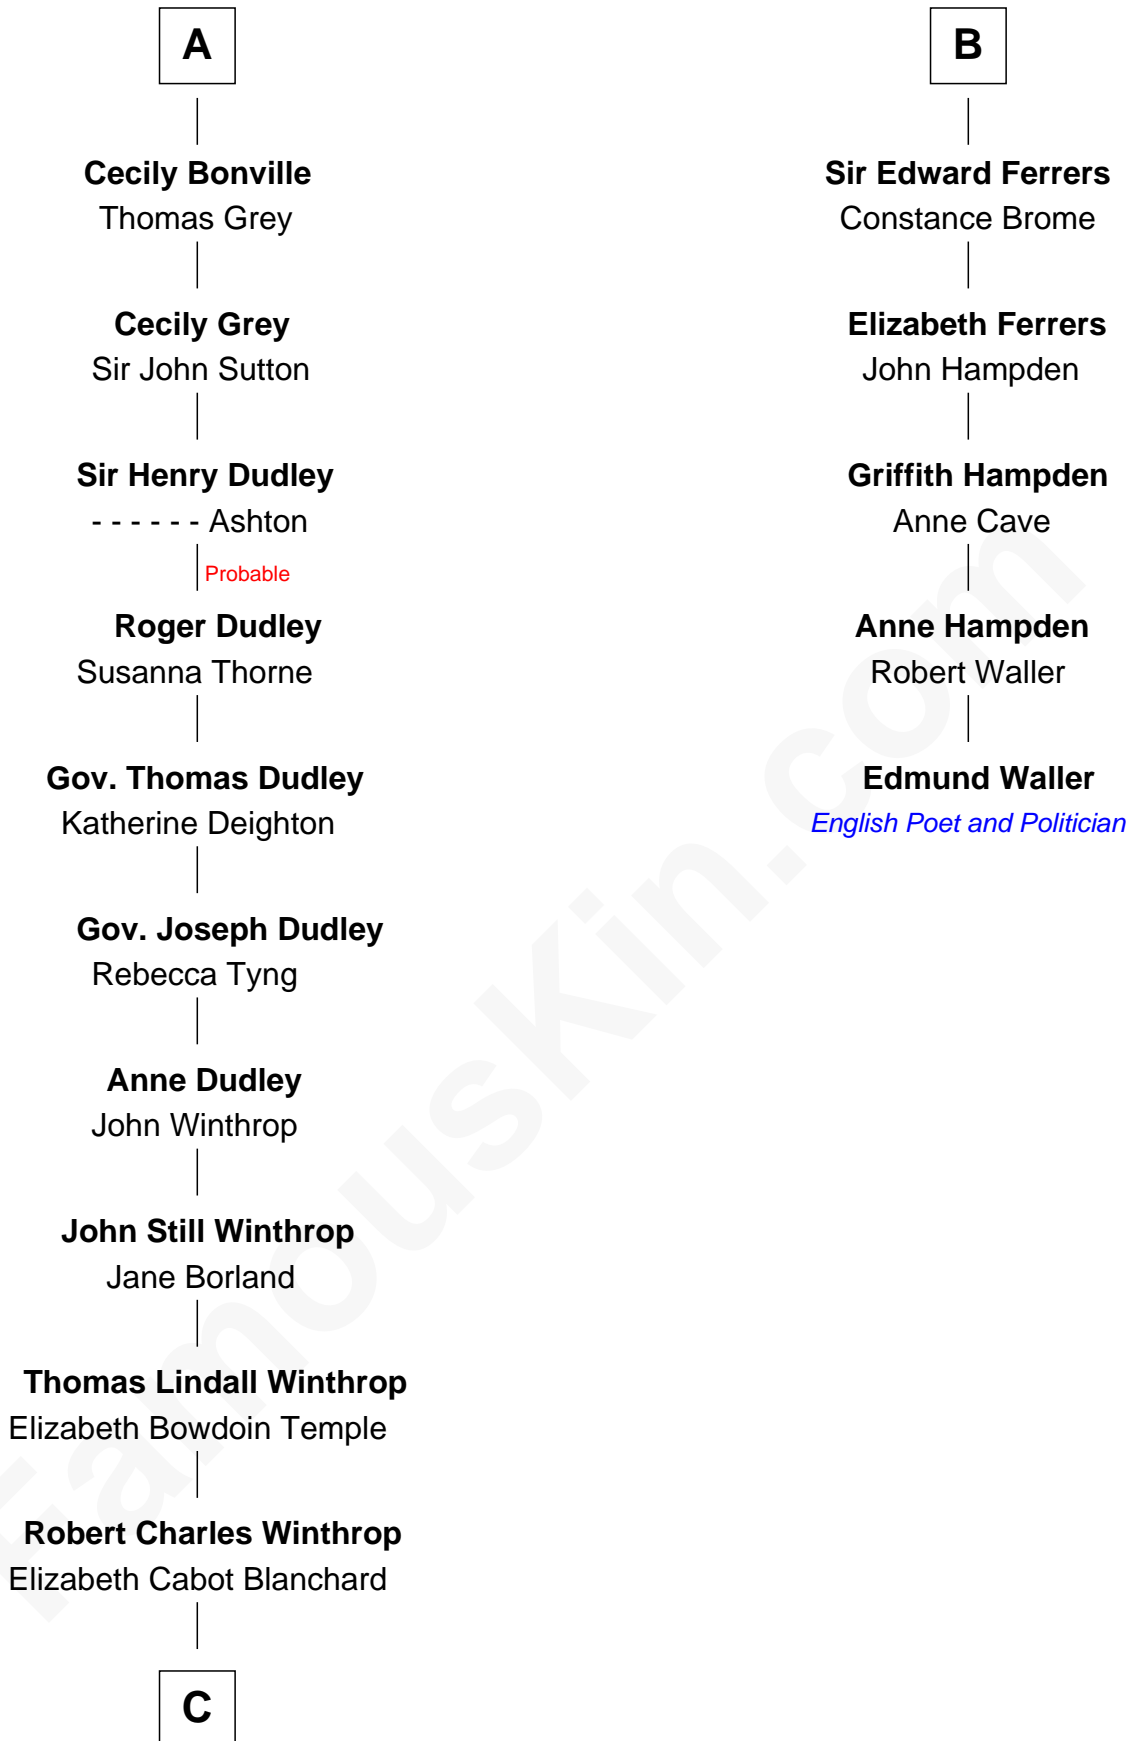 A
Cecily Bonville
Thomas Grey
Cecily Grey
Sir John Sutton
Sir Henry Dudley
- - - - - - Ashton
Probable
Roger Dudley
Susanna Thorne
Gov. Thomas Dudley
Katherine Deighton
Gov. Joseph Dudley
Rebecca Tyng
Anne Dudley
John Winthrop
John Still Winthrop
Jane Borland
Thomas Lindall Winthrop
Elizabeth Bowdoin Temple
Robert Charles Winthrop
Elizabeth Cabot Blanchard
C
B
Sir Edward Ferrers
Constance Brome
Elizabeth Ferrers
John Hampden
Griffith Hampden
Anne Cave
Anne Hampden
Robert Waller
Edmund Waller
English Poet and Politician
FamousKin.com